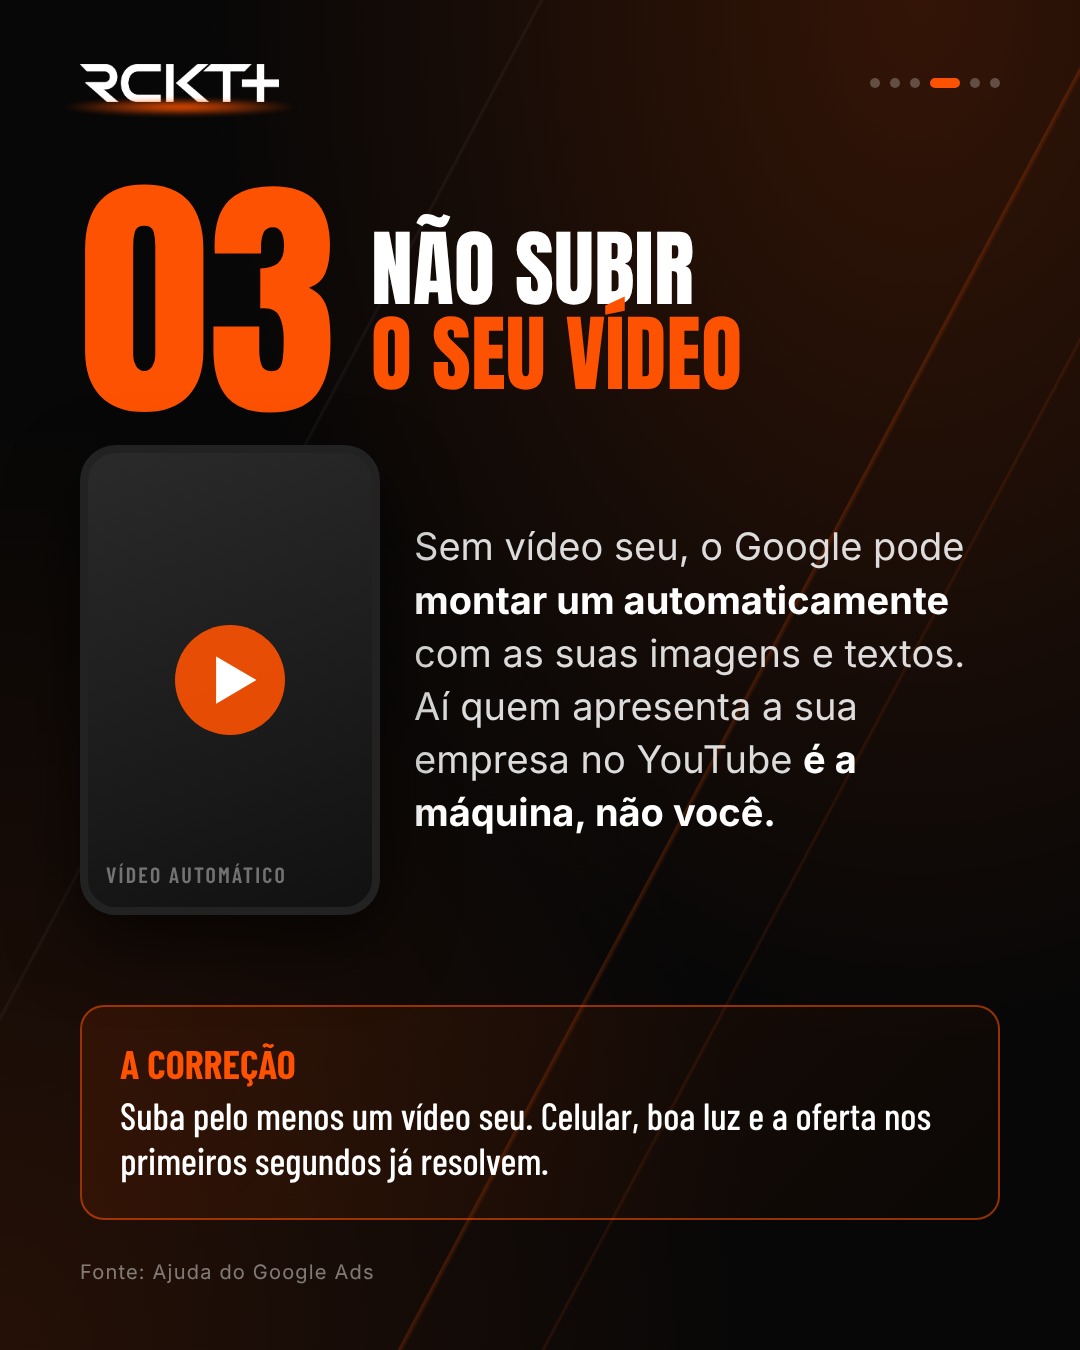 RCKT+
03
NÃO SUBIR
O SEU VÍDEO
Sem vídeo seu, o Google pode
montar um automaticamente
com as suas imagens e textos.
Aí quem apresenta a sua
empresa no YouTube é a
máquina, não você.
VÍDEO AUTOMÁTICO
A CORREÇÃO
Suba pelo menos um vídeo seu. Celular, boa luz e a oferta nos
primeiros segundos já resolvem.
Fonte: Ajuda do Google Ads